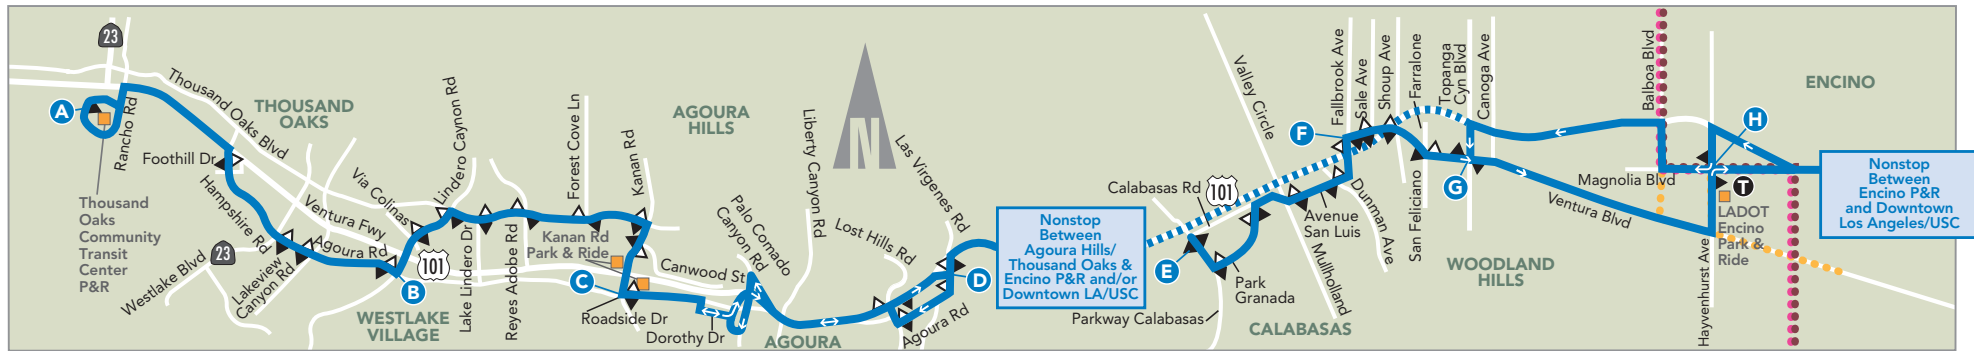 23
A
Rancho Rd
Thousand Oaks Blvd
THOUSAND
OAKS
Foothill Dr
Thousand
Oaks
Community
Transit
Center
P&R
Hampshire Rd
Westlake Blvd
23
Lakeview
Canyon Rd
Agoura Rd
Ventura Fwy
Via Colinas
B
101
WESTLAKE
VILLAGE
Lindero Caynon Rd
Lake Lindero Dr
Reyes Adobe Rd
Forest Cove Ln
Kanan Rd
Kanan Rd
Park & Ride
C
Roadside Dr
AGOURA
HILLS
Canwood St
Dorothy Dr
Palo Comado
Canyon Rd
AGOURA
N
Liberty Canyon Rd
Lost Hills Rd
Las Virgenes Rd
Agoura Rd
D
Nonstop
Between
Agoura Hills/
Thousand Oaks &
Encino P&R and/or
Downtown LA/USC
Calabasas Rd
101
E
Parkway Calabasas
Park
Granada
CALABASAS
Valley Circle
Mullholland
Avenue
San Luis
Dunman Ave
F
Fallbrook Ave
Sale Ave
Shoup Ave
Farralone
San Feliciano
Topanga
Cyn Blvd
Canoga Ave
G
WOODLAND
HILLS
Ventura Blvd
Magnolia Blvd
Balboa Blvd
Hayvenhurst Ave
H
ENCINO
T
LADOT
Encino
Park &
Ride
Nonstop
Between
Encino P&R
and Downtown
Los Angeles/USC